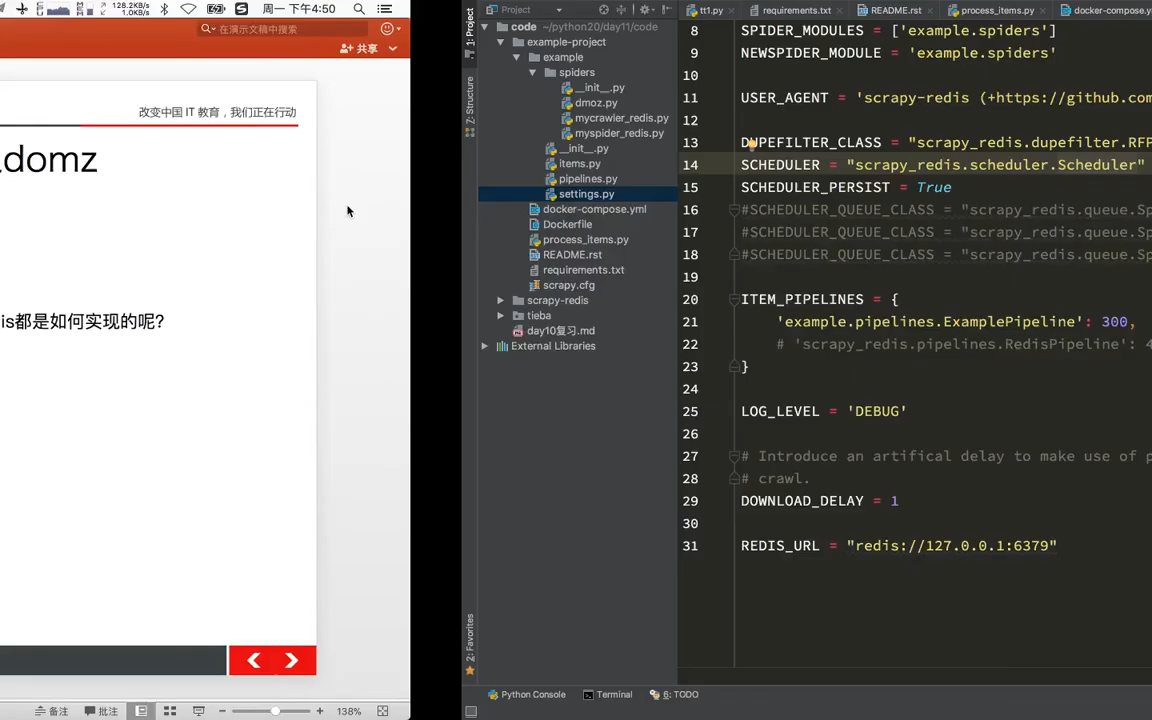 128.2KB/s
1.0KB/s
周一 下午4:50
在演示文稿中搜索
共享
改变中国 IT 教育，我们正在行动
domz
is都是如何实现的呢?
备注
批注
138%
1: Project
7: Structure
2: Favorites
Project
code ~/python20/day11/code
example-project
example
spiders
__init__.py
dmoz.py
mycrawler_redis.py
myspider_redis.py
__init__.py
items.py
pipelines.py
settings.py
docker-compose.yml
Dockerfile
process_items.py
README.rst
requirements.txt
scrapy.cfg
scrapy-redis
tieba
day10复习.md
External Libraries
tt1.py
requirements.txt
README.rst
process_items.py
docker-compose.yml
8 SPIDER_MODULES = ['example.spiders']
9 NEWSPIDER_MODULE = 'example.spiders'
10
11 USER_AGENT = 'scrapy-redis (+https://github.com
12
13 DUPEFILTER_CLASS = "scrapy_redis.dupefilter.RFP
14 SCHEDULER = "scrapy_redis.scheduler.Scheduler"
15 SCHEDULER_PERSIST = True
16 #SCHEDULER_QUEUE_CLASS = "scrapy_redis.queue.Sp
17 #SCHEDULER_QUEUE_CLASS = "scrapy_redis.queue.Sp
18 #SCHEDULER_QUEUE_CLASS = "scrapy_redis.queue.Sp
19
20 ITEM_PIPELINES = {
21 'example.pipelines.ExamplePipeline': 300,
22 # 'scrapy_redis.pipelines.RedisPipeline': 4
23 }
24
25 LOG_LEVEL = 'DEBUG'
26
27 # Introduce an artifical delay to make use of p
28 # crawl.
29 DOWNLOAD_DELAY = 1
30
31 REDIS_URL = "redis://127.0.0.1:6379"
Python Console
Terminal
6: TODO